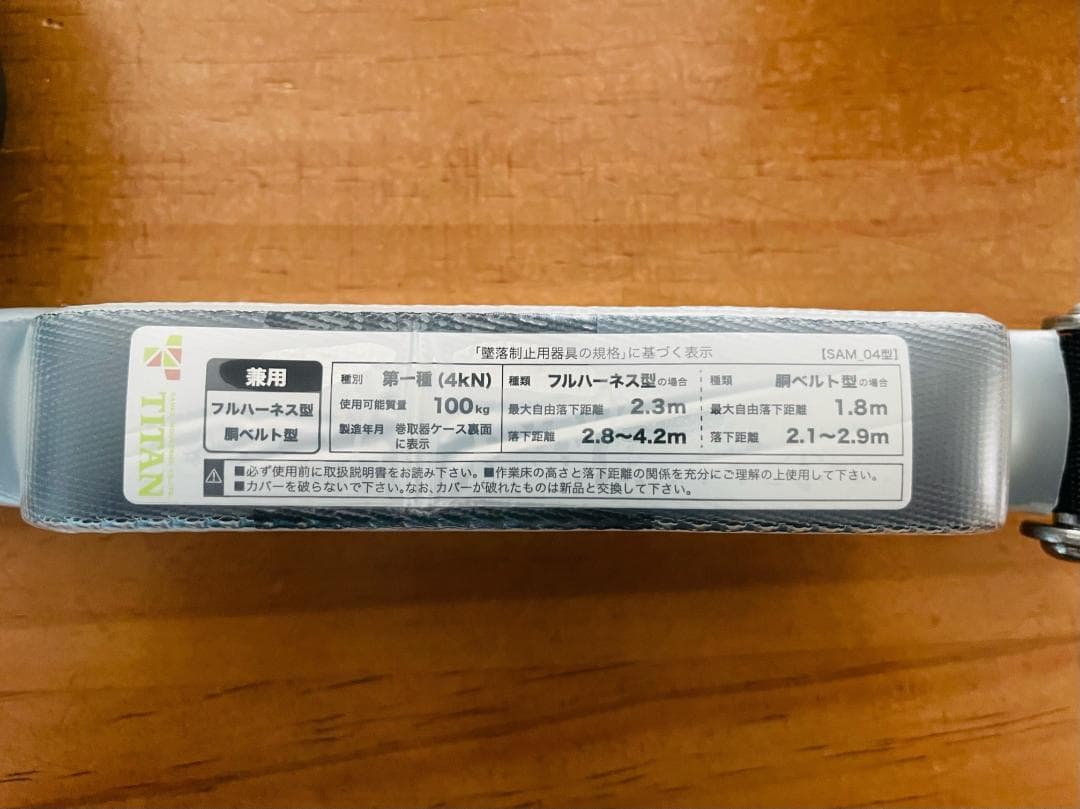 「墜落制止用器具の規格」に基づく表示
【SAM_04型】
TITAN
兼用
フルハーネス型
胴ベルト型
種別 第一種(4kN)
使用可能質量 100kg
製造年月 巻取器ケース裏面
に表示
種類 フルハーネス型の場合
最大自由落下距離 2.3m
落下距離 2.8〜4.2m
種類 胴ベルト型の場合
最大自由落下距離 1.8m
落下距離 2.1〜2.9m
■必ず使用前に取扱説明書をお読み下さい。■作業床の高さと落下距離の関係を充分にご理解の上使用して下さい。
■カバーを破らないで下さい。なお、カバーが破れたものは新品と交換して下さい。